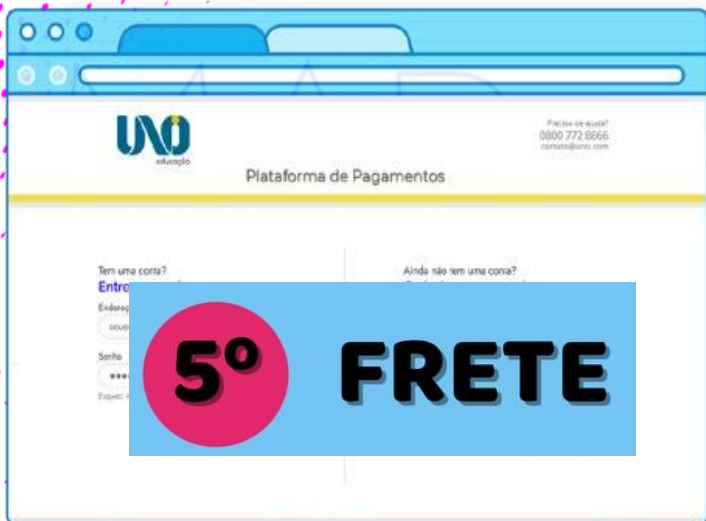 UNO
educação
Precisa de ajuda?
0800 772 8866
Plataforma de Pagamentos
Tem uma conta?
Ainda não tem uma conta?
Senha
5º FRETE